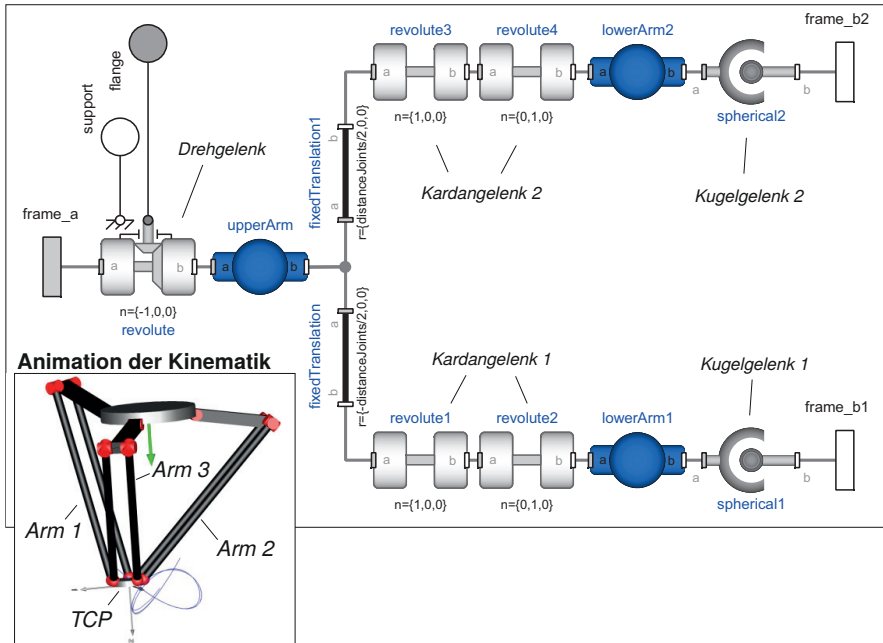 revolute3
revolute4
lowerArm2
frame_b2
a
b
a
b
a
b
a
b
n={1,0,0}
n={0,1,0}
spherical2
Kardangelenk 2
Kugelgelenk 2
flange
support
Drehgelenk
fixedTranslation1
b
a
r={distanceJoints/2,0,0}
frame_a
upperArm
a
b
a
b
n={-1,0,0}
revolute
fixedTranslation
a
b
r={-distanceJoints/2,0,0}
Kardangelenk 1
Kugelgelenk 1
revolute1
revolute2
lowerArm1
frame_b1
a
b
a
b
a
b
a
b
n={1,0,0}
n={0,1,0}
spherical1
Animation der Kinematik
Arm 3
Arm 1
Arm 2
TCP